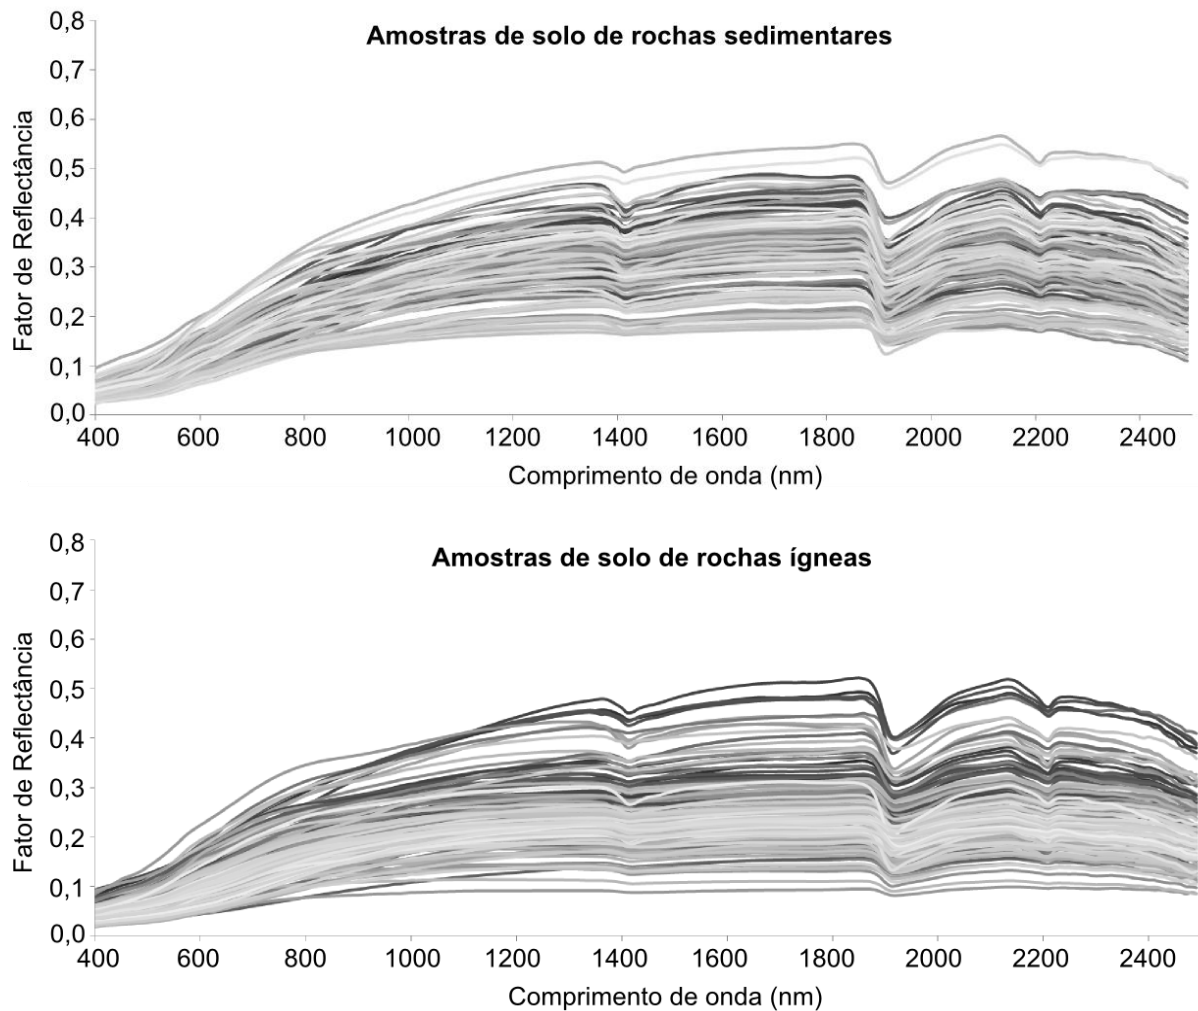 Amostras de solo de rochas sedimentares
Fator de Reflectância
0,8
0,7
0,6
0,5
0,4
0,3
0,2
0,1
0,0
400 600 800 1000 1200 1400 1600 1800 2000 2200 2400
Comprimento de onda (nm)
Amostras de solo de rochas ígneas
Fator de Reflectância
0,8
0,7
0,6
0,5
0,4
0,3
0,2
0,1
0,0
400 600 800 1000 1200 1400 1600 1800 2000 2200 2400
Comprimento de onda (nm)